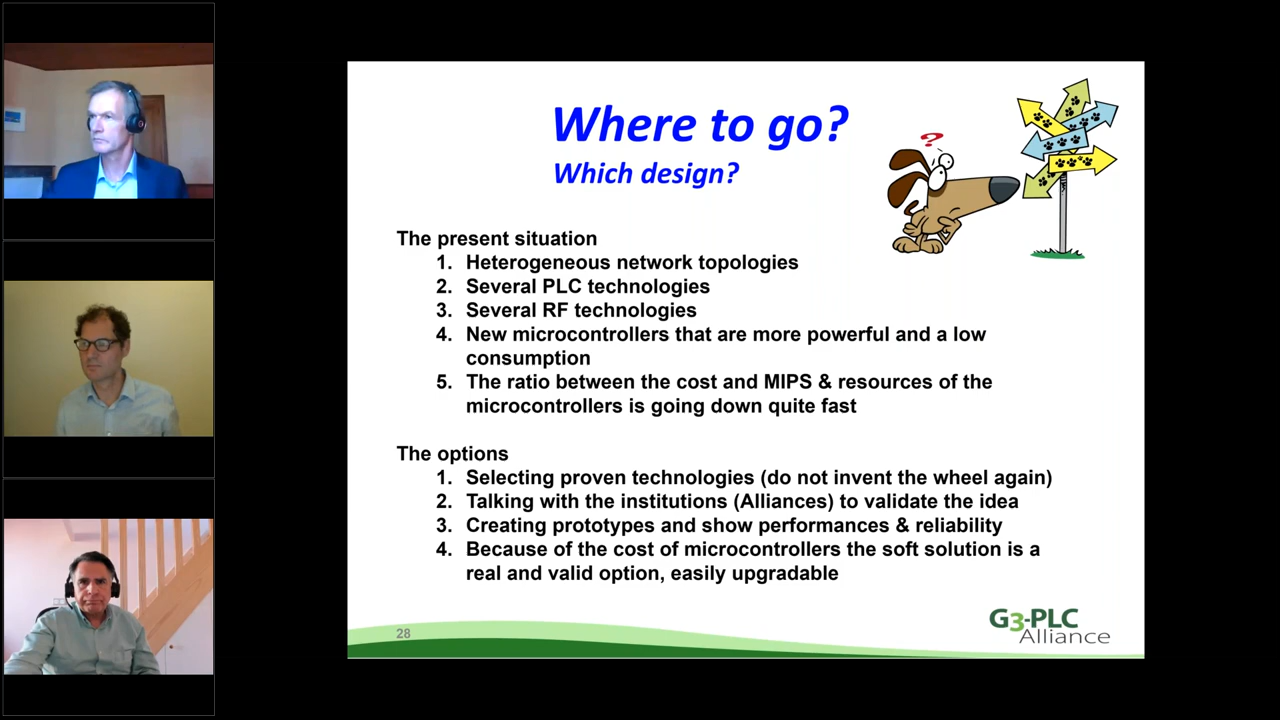 Where to go?
Which design?
?
The present situation
1. Heterogeneous network topologies
2. Several PLC technologies
3. Several RF technologies
4. New microcontrollers that are more powerful and a low
consumption
5. The ratio between the cost and MIPS & resources of the
microcontrollers is going down quite fast
The options
1. Selecting proven technologies (do not invent the wheel again)
2. Talking with the institutions (Alliances) to validate the idea
3. Creating prototypes and show performances & reliability
4. Because of the cost of microcontrollers the soft solution is a
real and valid option, easily upgradable
28
G3-PLC
Alliance